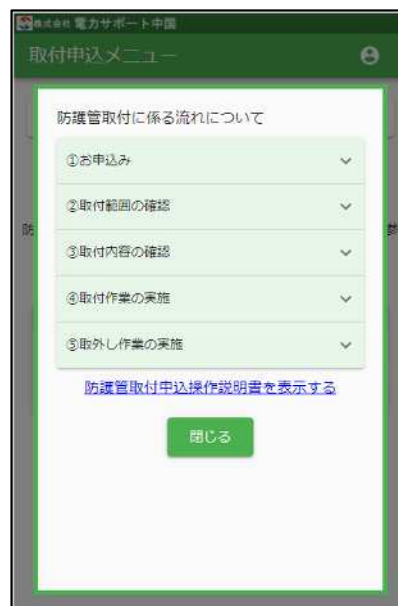 株式会社 電力サポート中国
取付申込メニュー
防護管取付に係る流れについて
①お申込み
②取付範囲の確認
③取付内容の確認
④取付作業の実施
⑤取外し作業の実施
防護管取付申込操作説明書を表示する
閉じる
防
参